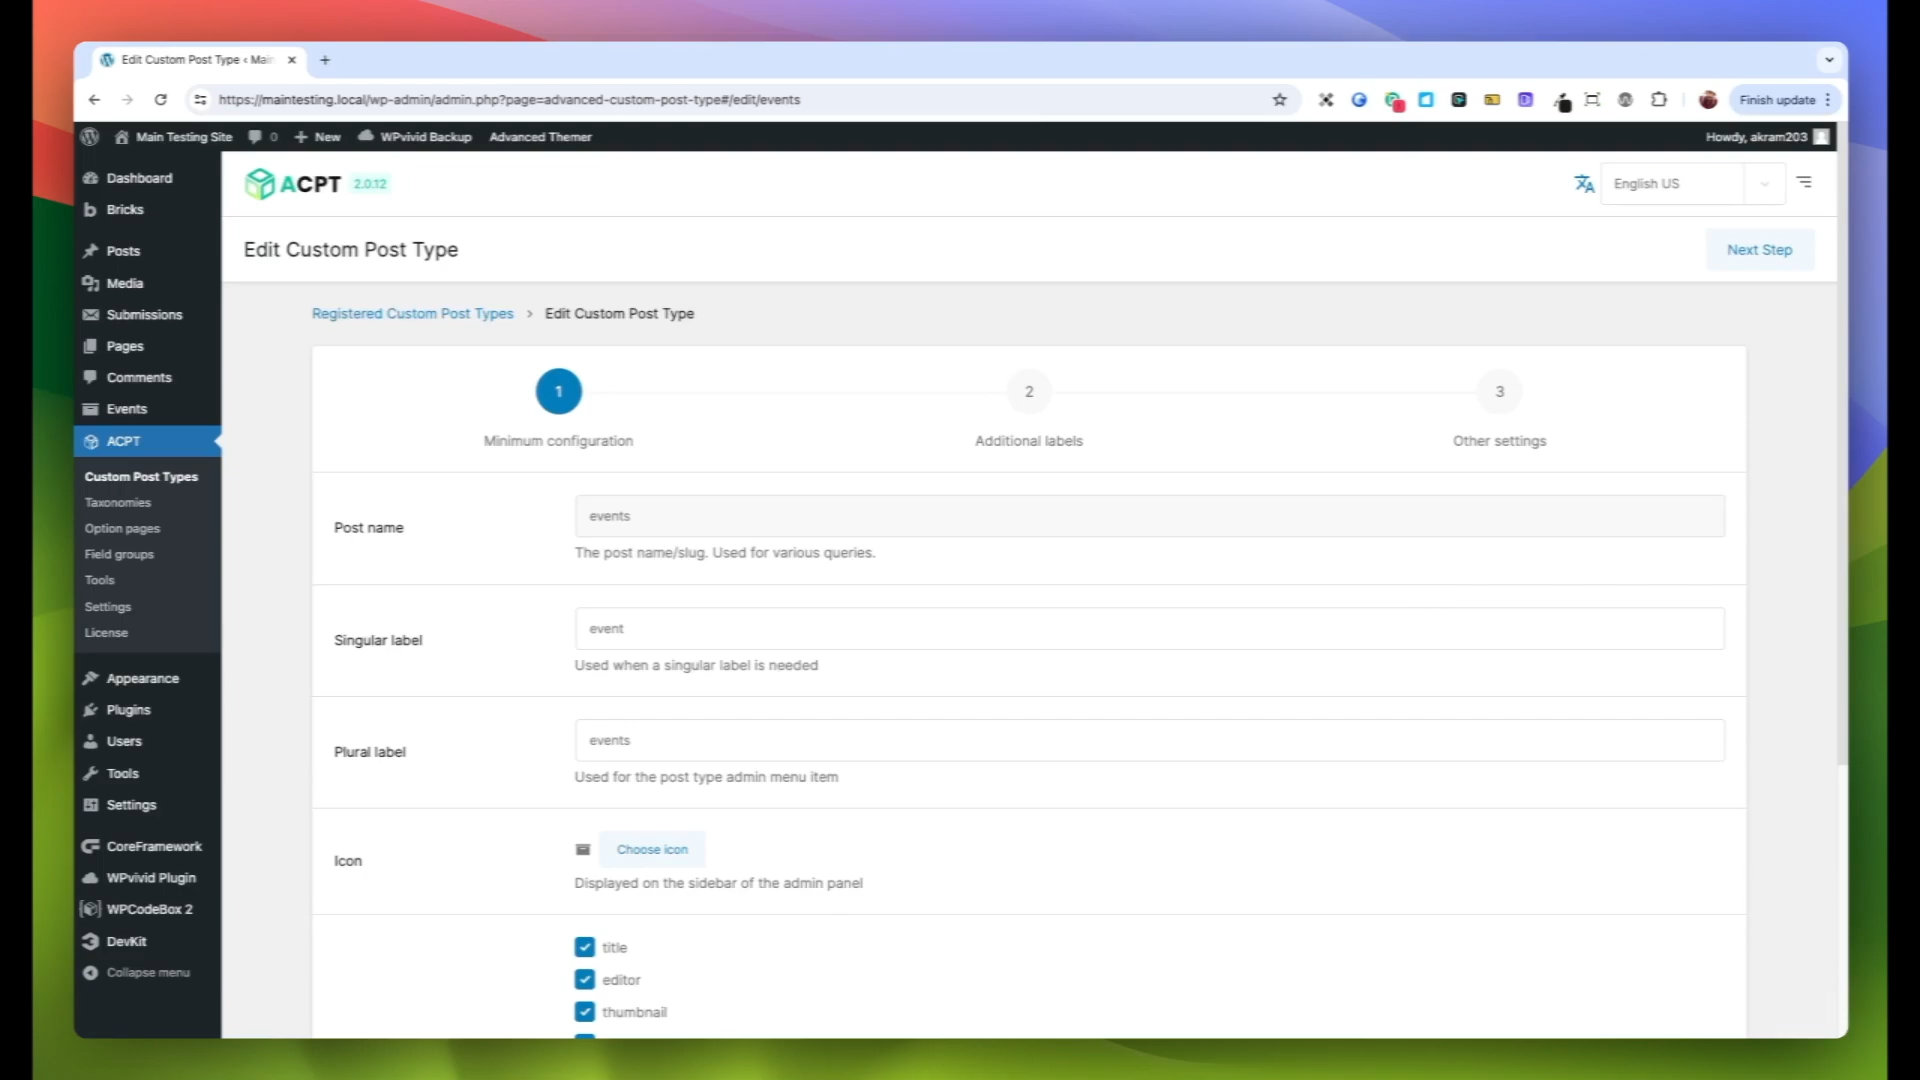 Edit Custom Post Type ‹ Main
https://maintesting.local/wp-admin/admin.php?page=advanced-custom-post-type#/edit/events
Finish update
Main Testing Site
0
New
WPvivid Backup
Advanced Themer
Howdy, akram203
Dashboard
Bricks
Posts
Media
Submissions
Pages
Comments
Events
ACPT
Custom Post Types
Taxonomies
Option pages
Field groups
Tools
Settings
License
Appearance
Plugins
Users
Tools
Settings
CoreFramework
WPvivid Plugin
WPCodeBox 2
DevKit
Collapse menu
ACPT 2.0.12
English US
Edit Custom Post Type
Next Step
Registered Custom Post Types > Edit Custom Post Type
1
2
3
Minimum configuration
Additional labels
Other settings
Post name
events
The post name/slug. Used for various queries.
Singular label
event
Used when a singular label is needed
Plural label
events
Used for the post type admin menu item
Icon
Choose icon
Displayed on the sidebar of the admin panel
title
editor
thumbnail